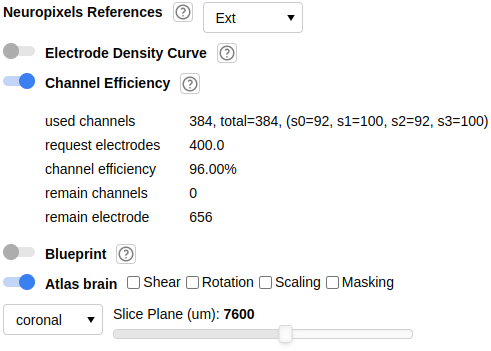 Neuropixels References ? Ext
Electrode Density Curve ?
Channel Efficiency ?
used channels 384, total=384, (s0=92, s1=100, s2=92, s3=100)
request electrodes 400.0
channel efficiency 96.00%
remain channels 0
remain electrode 656
Blueprint ?
Atlas brain Shear Rotation Scaling Masking
coronal Slice Plane (um): 7600